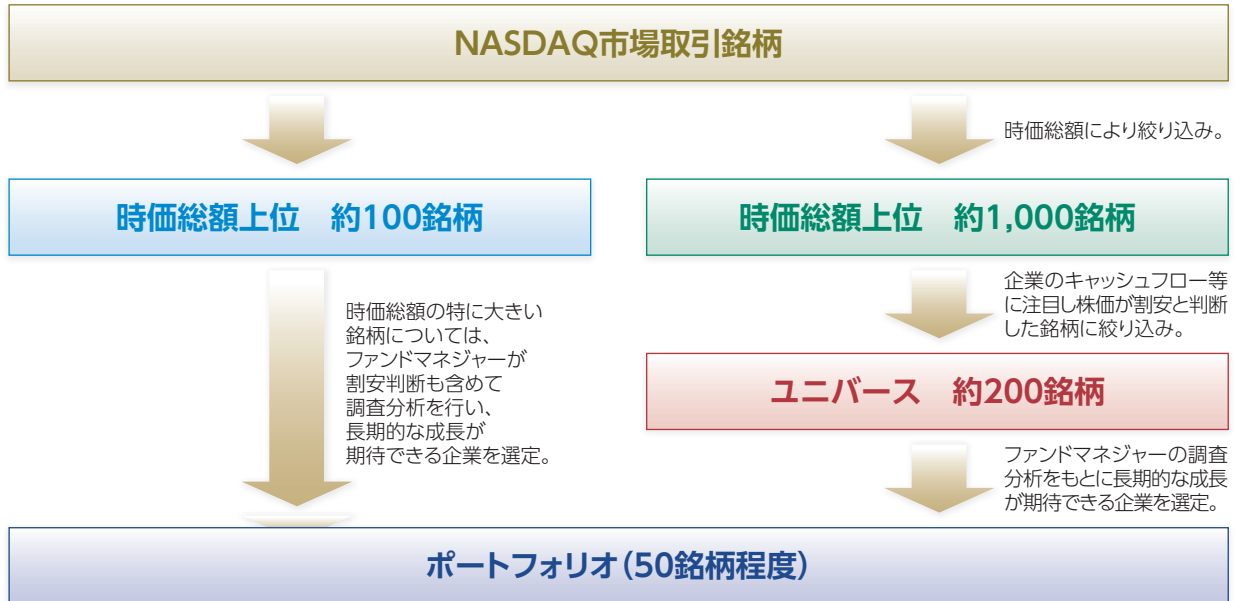 NASDAQ市場取引銘柄
時価総額により絞り込み。
時価総額上位　約100銘柄
時価総額上位　約1,000銘柄
時価総額の特に大きい
銘柄については、
ファンドマネジャーが
割安判断も含めて
調査分析を行い、
長期的な成長が
期待できる企業を選定。
企業のキャッシュフロー等
に注目し株価が割安と判断
した銘柄に絞り込み。
ユニバース　約200銘柄
ファンドマネジャーの調査
分析をもとに長期的な成長
が期待できる企業を選定。
ポートフォリオ（50銘柄程度）